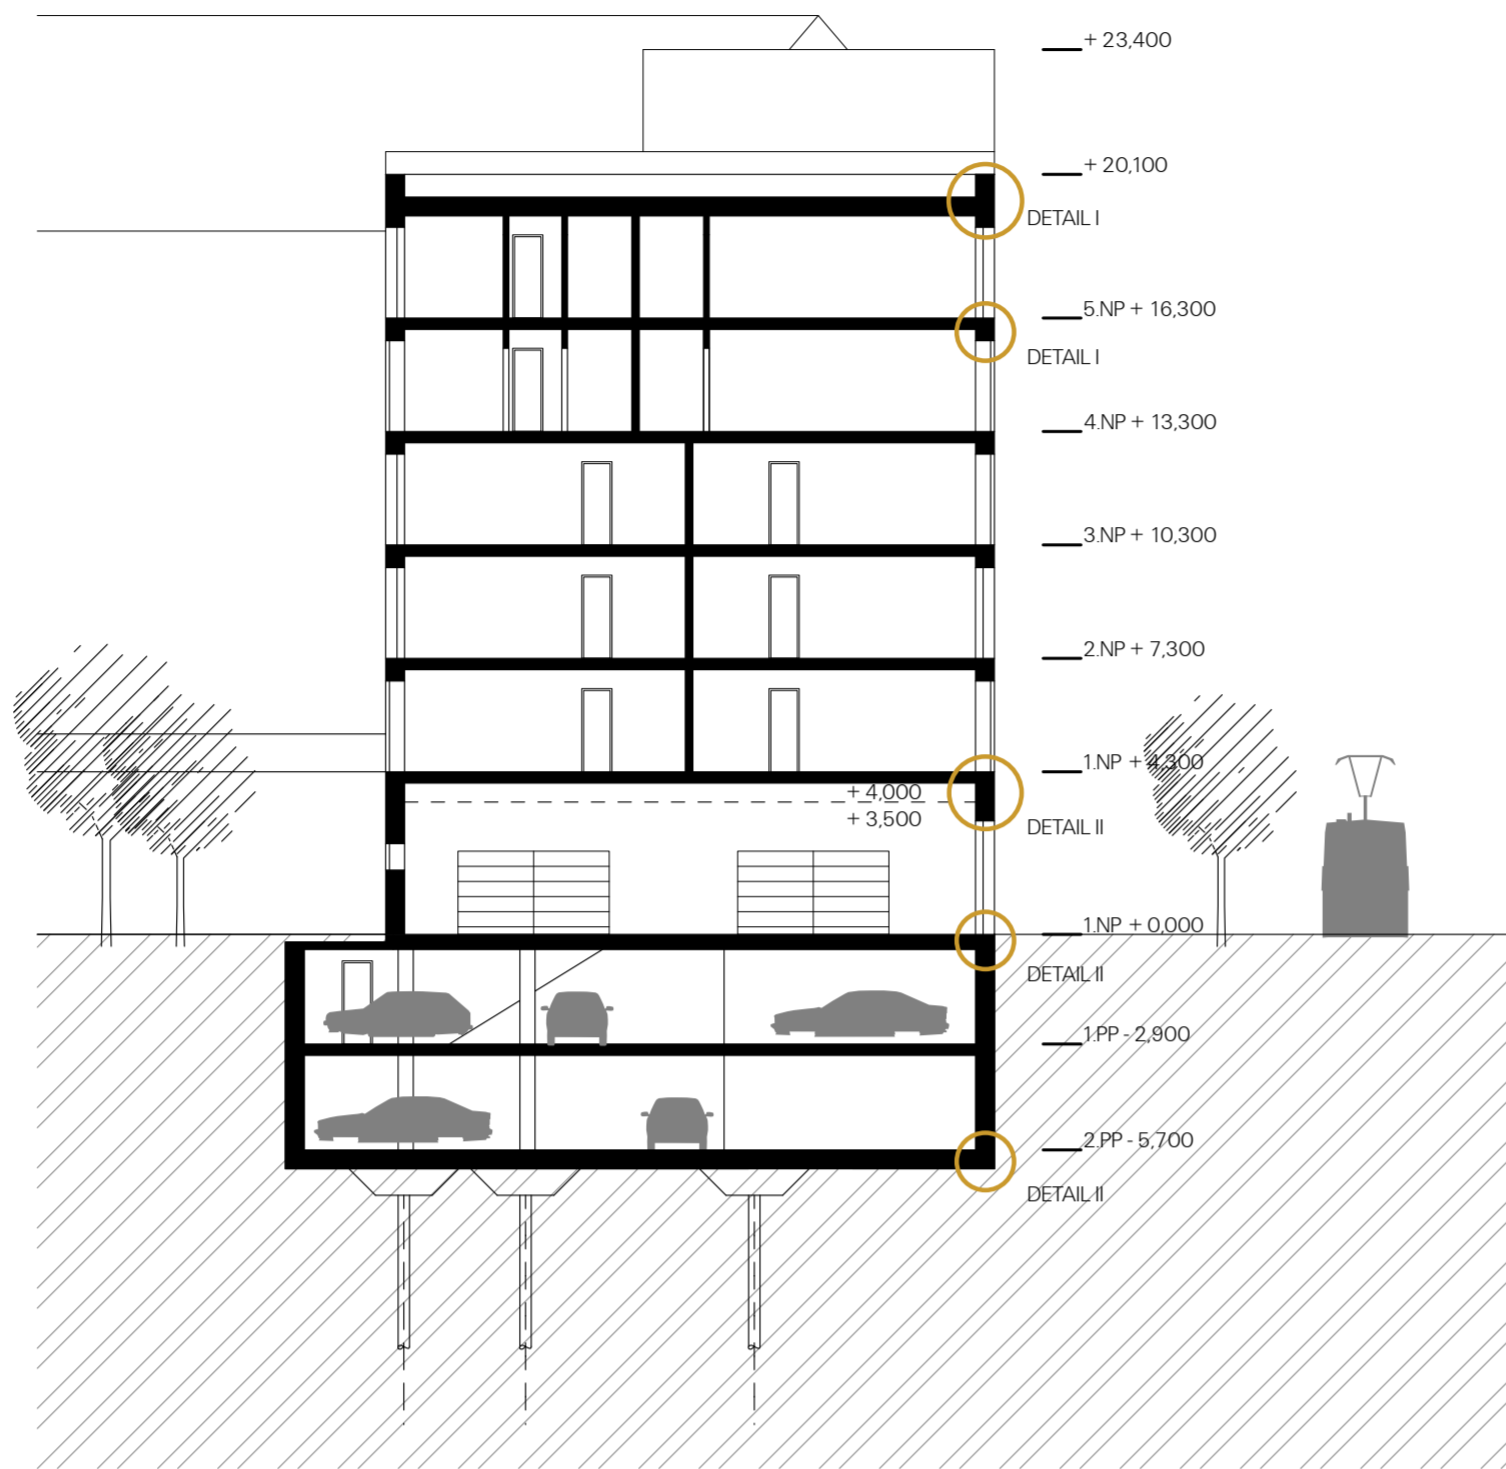 + 23,400
+ 20,100
DETAIL I
5.NP + 16,300
DETAIL I
4.NP + 13,300
3.NP + 10,300
2.NP + 7,300
1.NP + 4,300
+ 4,000
+ 3,500
DETAIL II
1.NP + 0,000
DETAIL II
1.PP - 2,900
2.PP - 5,700
DETAIL II